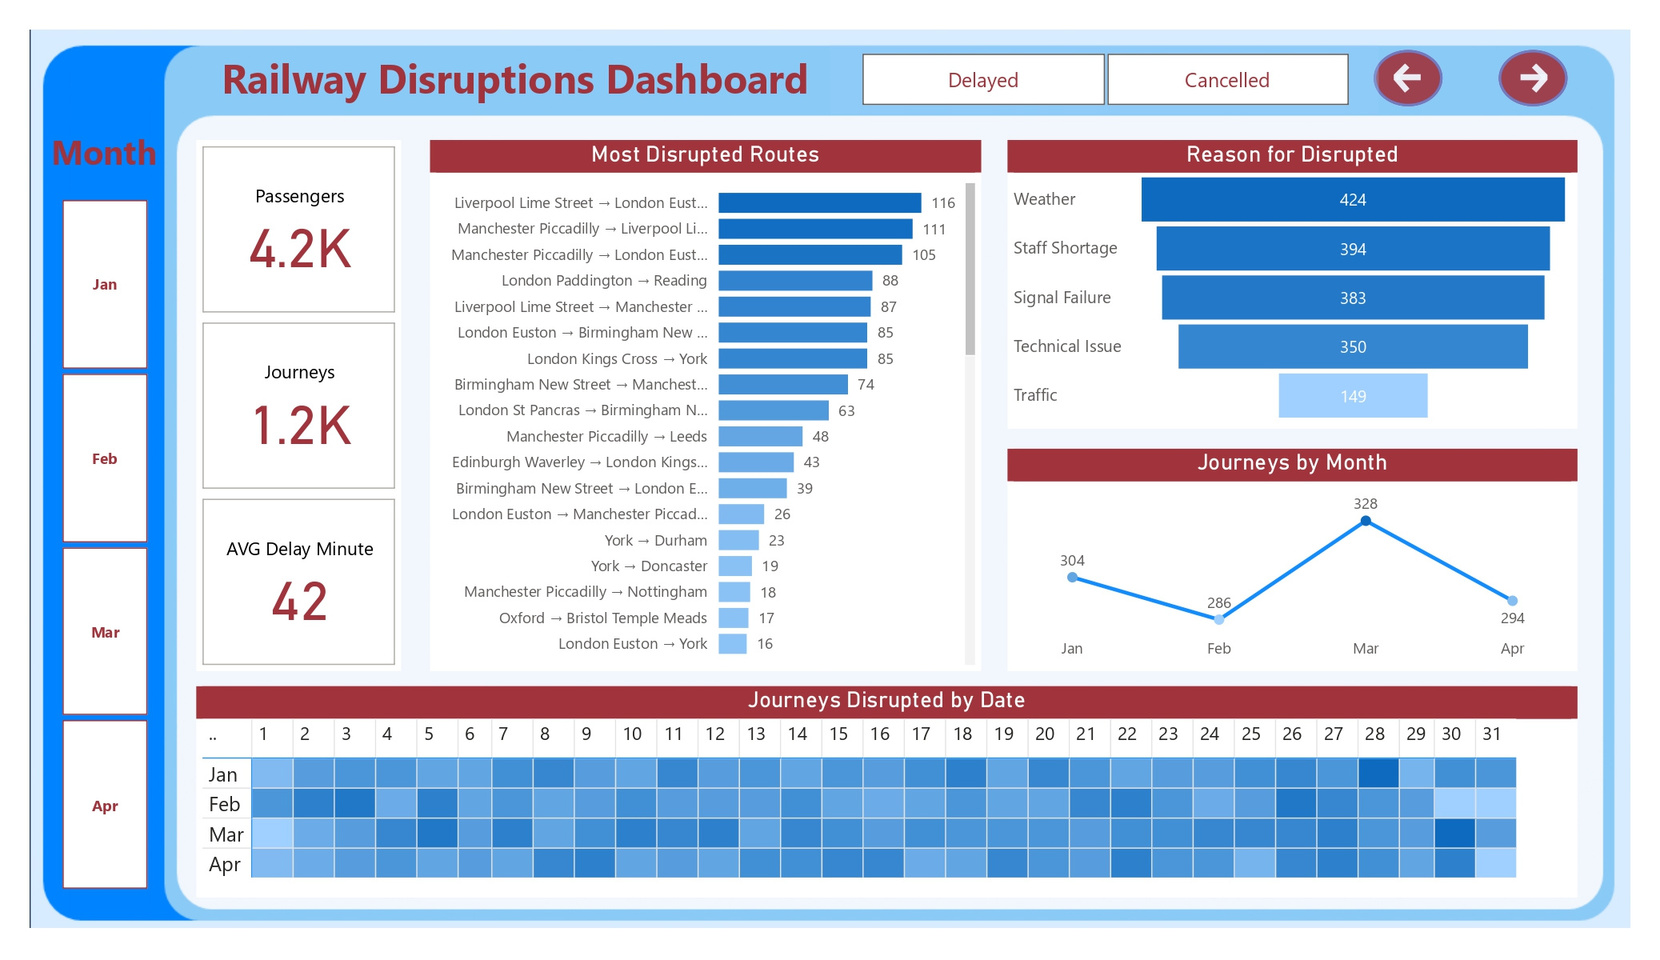 Railway Disruptions Dashboard
Delayed
Cancelled
Month
Jan
Feb
Mar
Apr
Passengers
4.2K
Journeys
1.2K
AVG Delay Minute
42
Most Disrupted Routes
Liverpool Lime Street → London Eust... 116
Manchester Piccadilly → Liverpool Li... 111
Manchester Piccadilly → London Eust... 105
London Paddington → Reading 88
Liverpool Lime Street → Manchester ... 87
London Euston → Birmingham New ... 85
London Kings Cross → York 85
Birmingham New Street → Manchest... 74
London St Pancras → Birmingham N... 63
Manchester Piccadilly → Leeds 48
Edinburgh Waverley → London Kings... 43
Birmingham New Street → London E... 39
London Euston → Manchester Piccad... 26
York → Durham 23
York → Doncaster 19
Manchester Piccadilly → Nottingham 18
Oxford → Bristol Temple Meads 17
London Euston → York 16
Reason for Disrupted
Weather 424
Staff Shortage 394
Signal Failure 383
Technical Issue 350
Traffic 149
Journeys by Month
304 286 328 294
Jan Feb Mar Apr
Journeys Disrupted by Date
.. 1 2 3 4 5 6 7 8 9 10 11 12 13 14 15 16 17 18 19 20 21 22 23 24 25 26 27 28 29 30 31
Jan
Feb
Mar
Apr